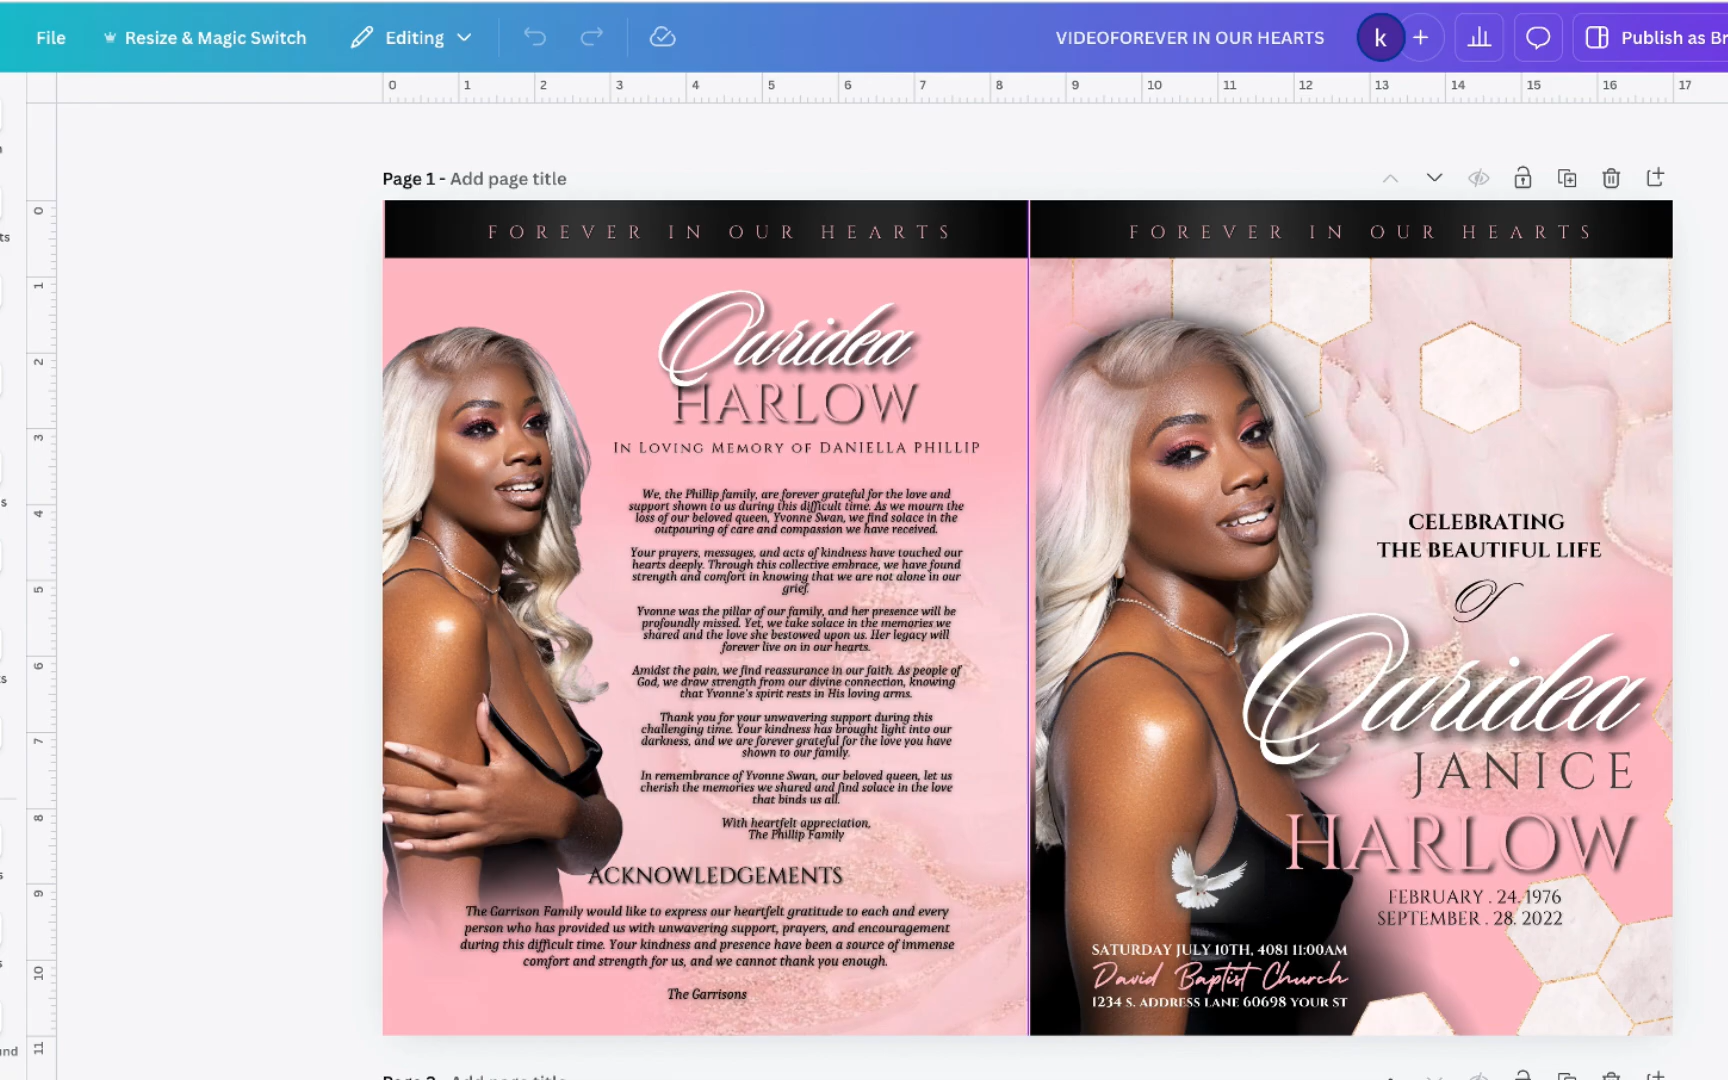 File
Resize & Magic Switch
Editing
VIDEOFOREVER IN OUR HEARTS
k
Publish as Br
0 1 2 3 4 5 6 7 8 9 10 11 12 13 14 15 16 17
Page 1 - Add page title
FOREVER IN OUR HEARTS
Ouridea
HARLOW
IN LOVING MEMORY OF DANIELLA PHILLIP
We, the Phillip family, are forever grateful for the love and
support shown to us during this difficult time. As we mourn the
loss of our beloved queen, Yvonne Swan, we find solace in the
outpouring of care and compassion we have received.
Your prayers, messages, and acts of kindness have touched our
hearts deeply. Through this collective embrace, we have found
strength and comfort in knowing that we are not alone in our
grief.
Yvonne was the pillar of our family, and her presence will be
profoundly missed. Yet, we take solace in the memories we
shared and the love she bestowed upon us. Her legacy will
forever live on in our hearts.
Amidst the pain, we find reassurance in our faith. As people of
God, we draw strength from our divine connection, knowing
that Yvonne's spirit rests in His loving arms.
Thank you for your unwavering support during this
challenging time. Your kindness has brought light into our
darkness, and we are forever grateful for the love you have
shown to our family.
In remembrance of Yvonne Swan, our beloved queen, let us
cherish the memories we shared and find solace in the love
that binds us all.
With heartfelt appreciation,
The Phillip Family
ACKNOWLEDGEMENTS
The Garrison Family would like to express our heartfelt gratitude to each and every
person who has provided us with unwavering support, prayers, and encouragement
during this difficult time. Your kindness and presence have been a source of immense
comfort and strength for us, and we cannot thank you enough.
The Garrisons
FOREVER IN OUR HEARTS
CELEBRATING
THE BEAUTIFUL LIFE
Of
Ouridea
JANICE
HARLOW
FEBRUARY . 24. 1976
SEPTEMBER . 28. 2022
SATURDAY JULY 10TH, 4081 11:00AM
David Baptist Church
1234 S. ADDRESS LANE 60698 YOUR ST
0
1
2
3
4
5
6
7
8
9
10
11
Add page title